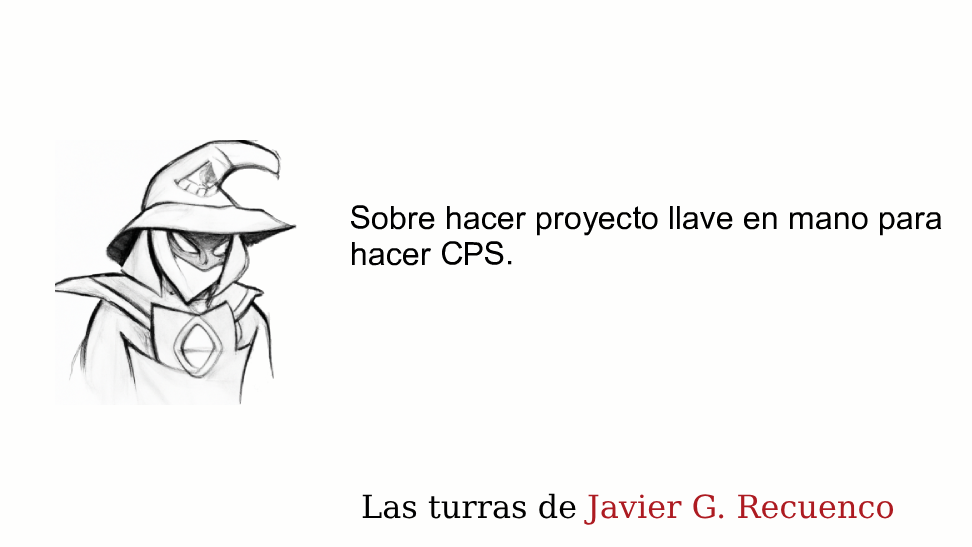 Sobre hacer proyecto llave en mano para
hacer CPS.
Las turras de Javier G. Recuenco